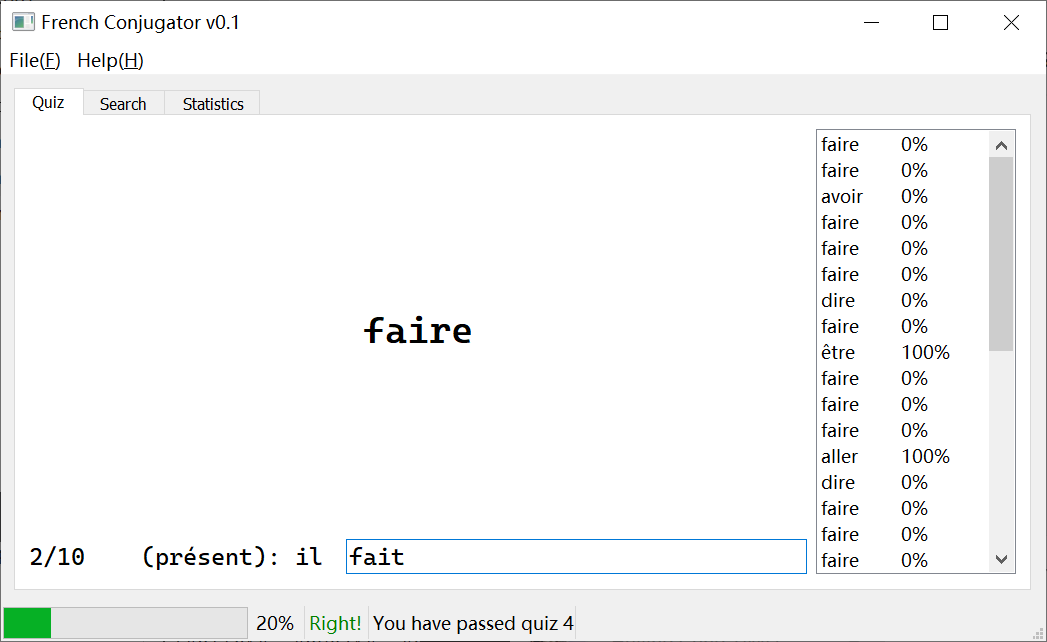 French Conjugator v0.1
File(F) Help(H)
Quiz Search Statistics
faire 0%
faire 0%
avoir 0%
faire 0%
faire 0%
faire 0%
dire 0%
faire 0%
être 100%
faire 0%
faire 0%
faire 0%
aller 100%
dire 0%
faire 0%
faire 0%
faire 0%
faire
2/10 (présent): il fait
20% Right! You have passed quiz 4